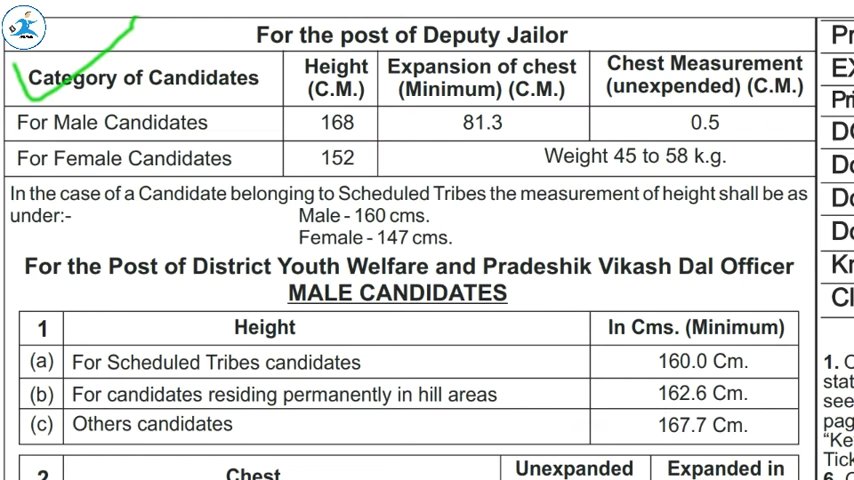 For the post of Deputy Jailor
Category of Candidates Height (C.M.) Expansion of chest (Minimum) (C.M.) Chest Measurement (unexpended) (C.M.)
For Male Candidates 168 81.3 0.5
For Female Candidates 152 Weight 45 to 58 k.g.
In the case of a Candidate belonging to Scheduled Tribes the measurement of height shall be as
under:- Male - 160 cms.
Female - 147 cms.
For the Post of District Youth Welfare and Pradeshik Vikash Dal Officer
MALE CANDIDATES
1 Height In Cms. (Minimum)
(a) For Scheduled Tribes candidates 160.0 Cm.
(b) For candidates residing permanently in hill areas 162.6 Cm.
(c) Others candidates 167.7 Cm.
2 Chest Unexpanded Expanded in